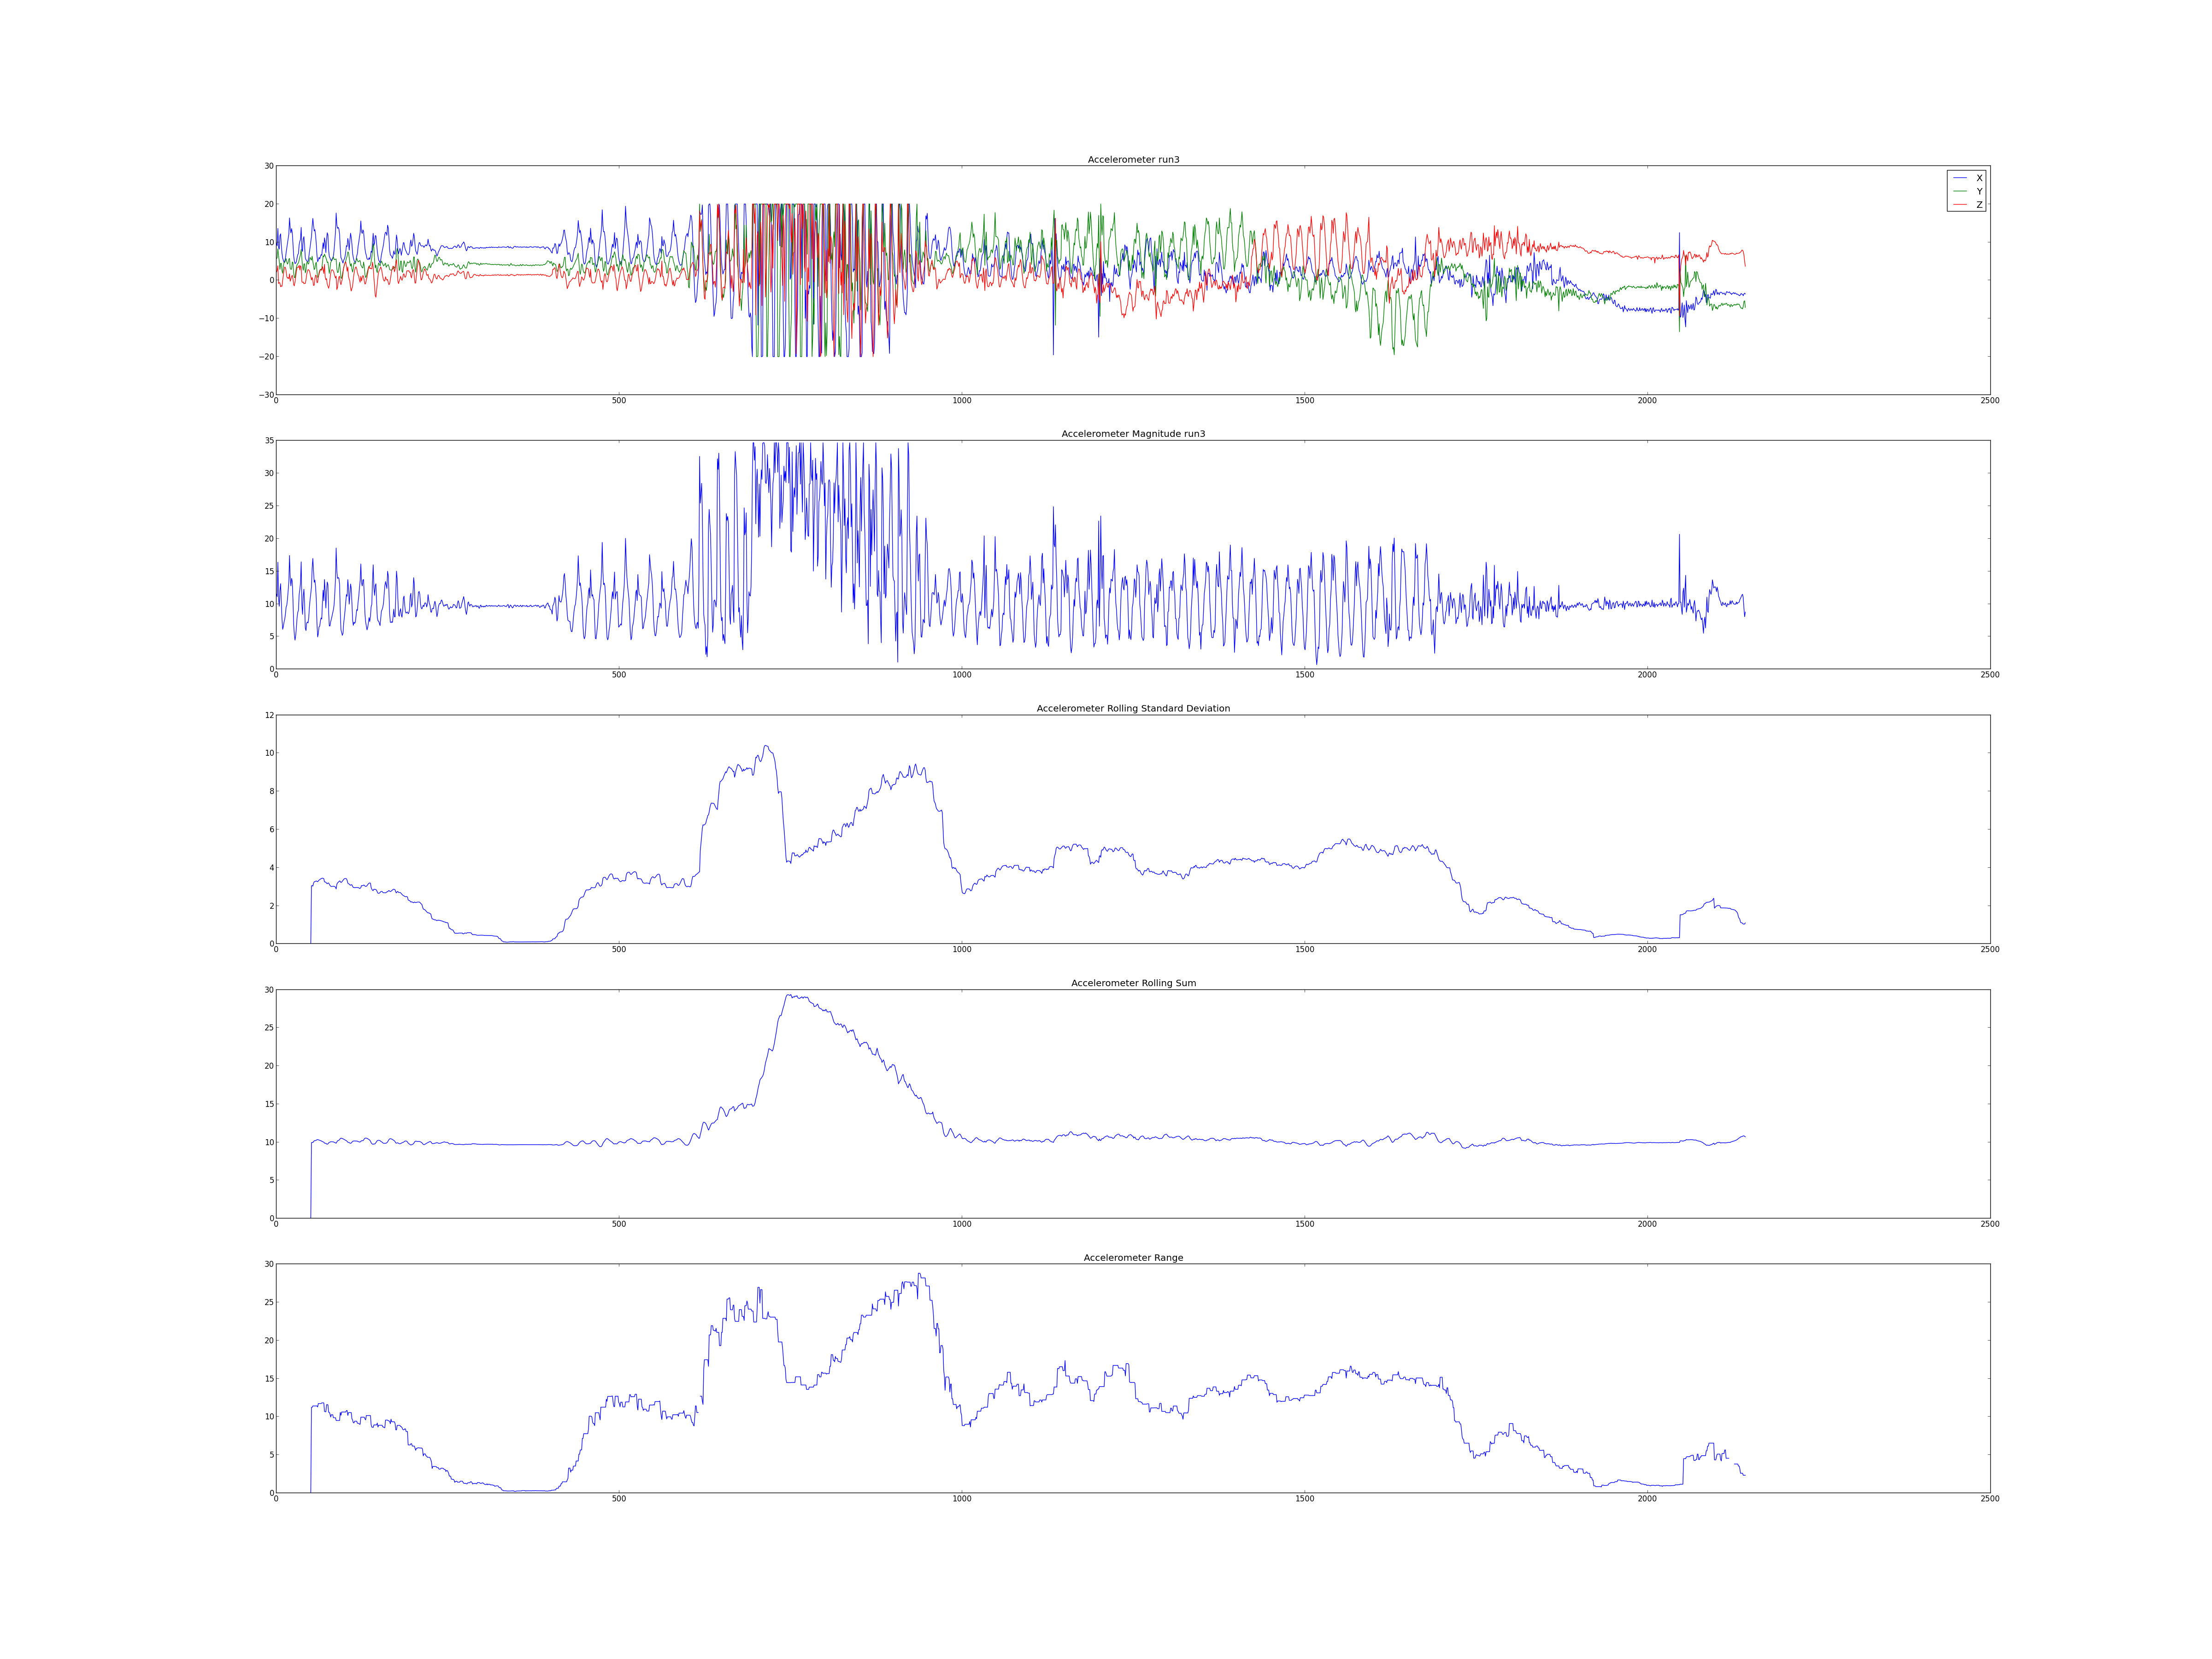 Accelerometer run3
30
20
10
0
−10
−20
−30
X
Y
Z
0 500 1000 1500 2000 2500
Accelerometer Magnitude run3
35
30
25
20
15
10
5
0
0 500 1000 1500 2000 2500
Accelerometer Rolling Standard Deviation
12
10
8
6
4
2
0
0 500 1000 1500 2000 2500
Accelerometer Rolling Sum
30
25
20
15
10
5
0
0 500 1000 1500 2000 2500
Accelerometer Range
30
25
20
15
10
5
0
0 500 1000 1500 2000 2500